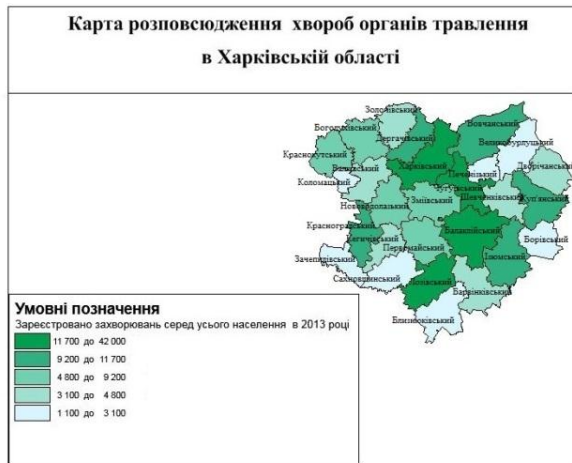 Карта розповсюдження хвороб органів травлення
в Харківській області
Золочівський
Вовчанський
Богодухівський
Дергачівський
Великобурлуцький
Краснокутський
Харківський
Печенізький
Дворічанський
Коломацький
Чугуївський
Шевченківський
Куп'янський
Нововодолазький
Зміївський
Красноградський
Балаклійський
Борівський
Кегичівський
Первомайський
Зачепилівський
Ізюмський
Сахновщинський
Лозівський
Барвінківський
Близнюківський
Умовні позначення
Зареєстровано захворювань серед усього населення в 2013 році
11 700 до 42 000
9 200 до 11 700
4 800 до 9 200
3 100 до 4 800
1 100 до 3 100